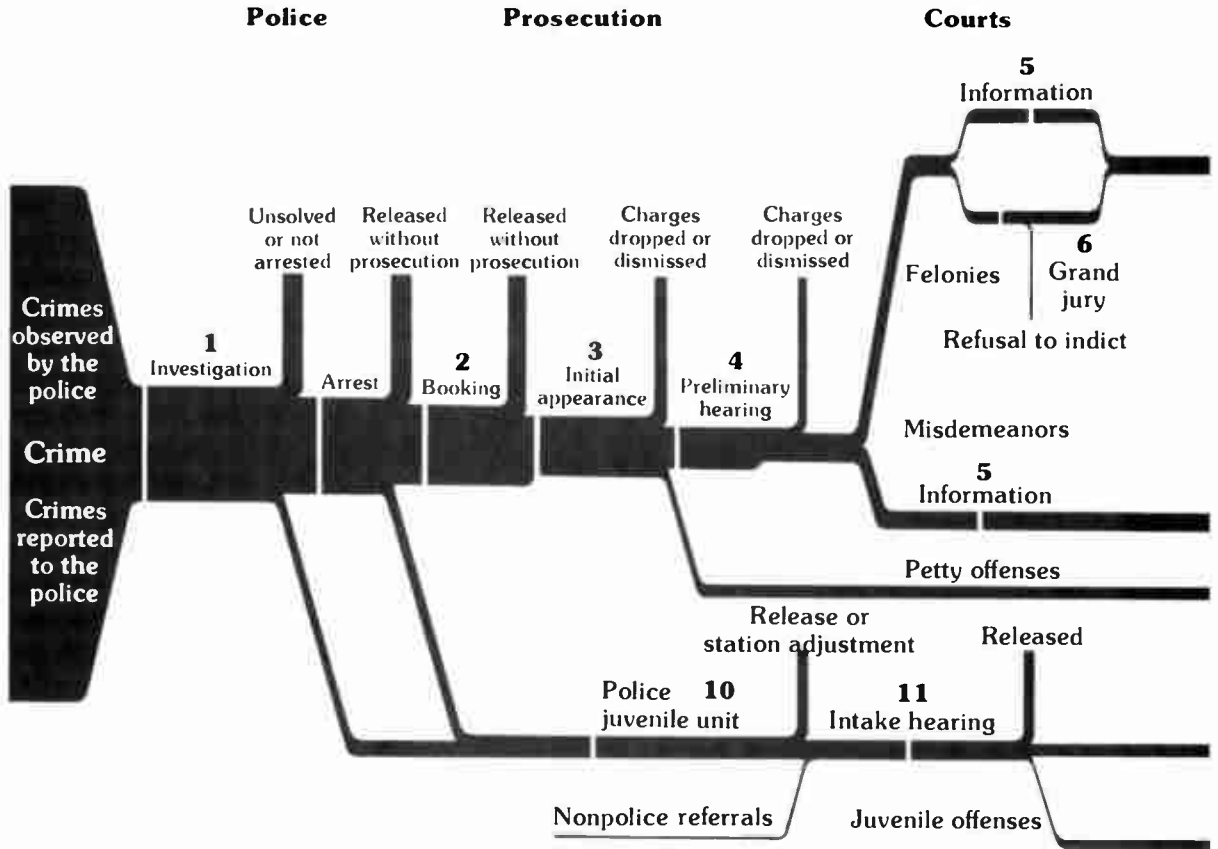 Police
Prosecution
Courts
5
Information
Unsolved
or not
arrested
Released
without
prosecution
Released
without
prosecution
Charges
dropped or
dismissed
Charges
dropped or
dismissed
Felonies
6
Grand
jury
Refusal to indict
Crimes
observed
by the
police
1
Investigation
Arrest
2
Booking
3
Initial
appearance
4
Preliminary
hearing
Crime
Misdemeanors
5
Information
Crimes
reported
to the
police
Petty offenses
Release or
station adjustment
Released
Police 10
juvenile unit
11
Intake hearing
Nonpolice referrals
Juvenile offenses